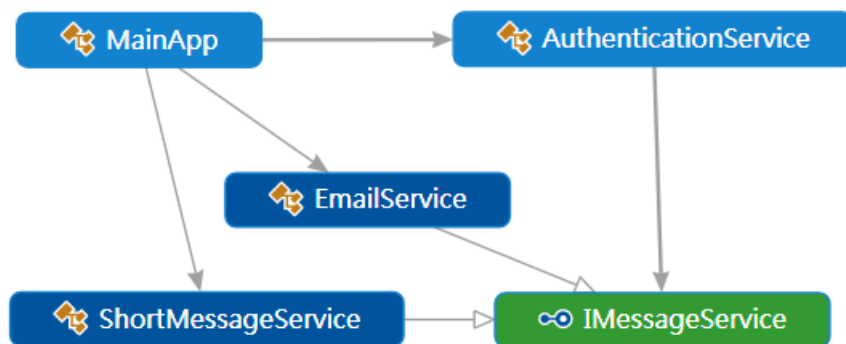 MainApp
AuthenticationService
EmailService
ShortMessageService
IMessageService